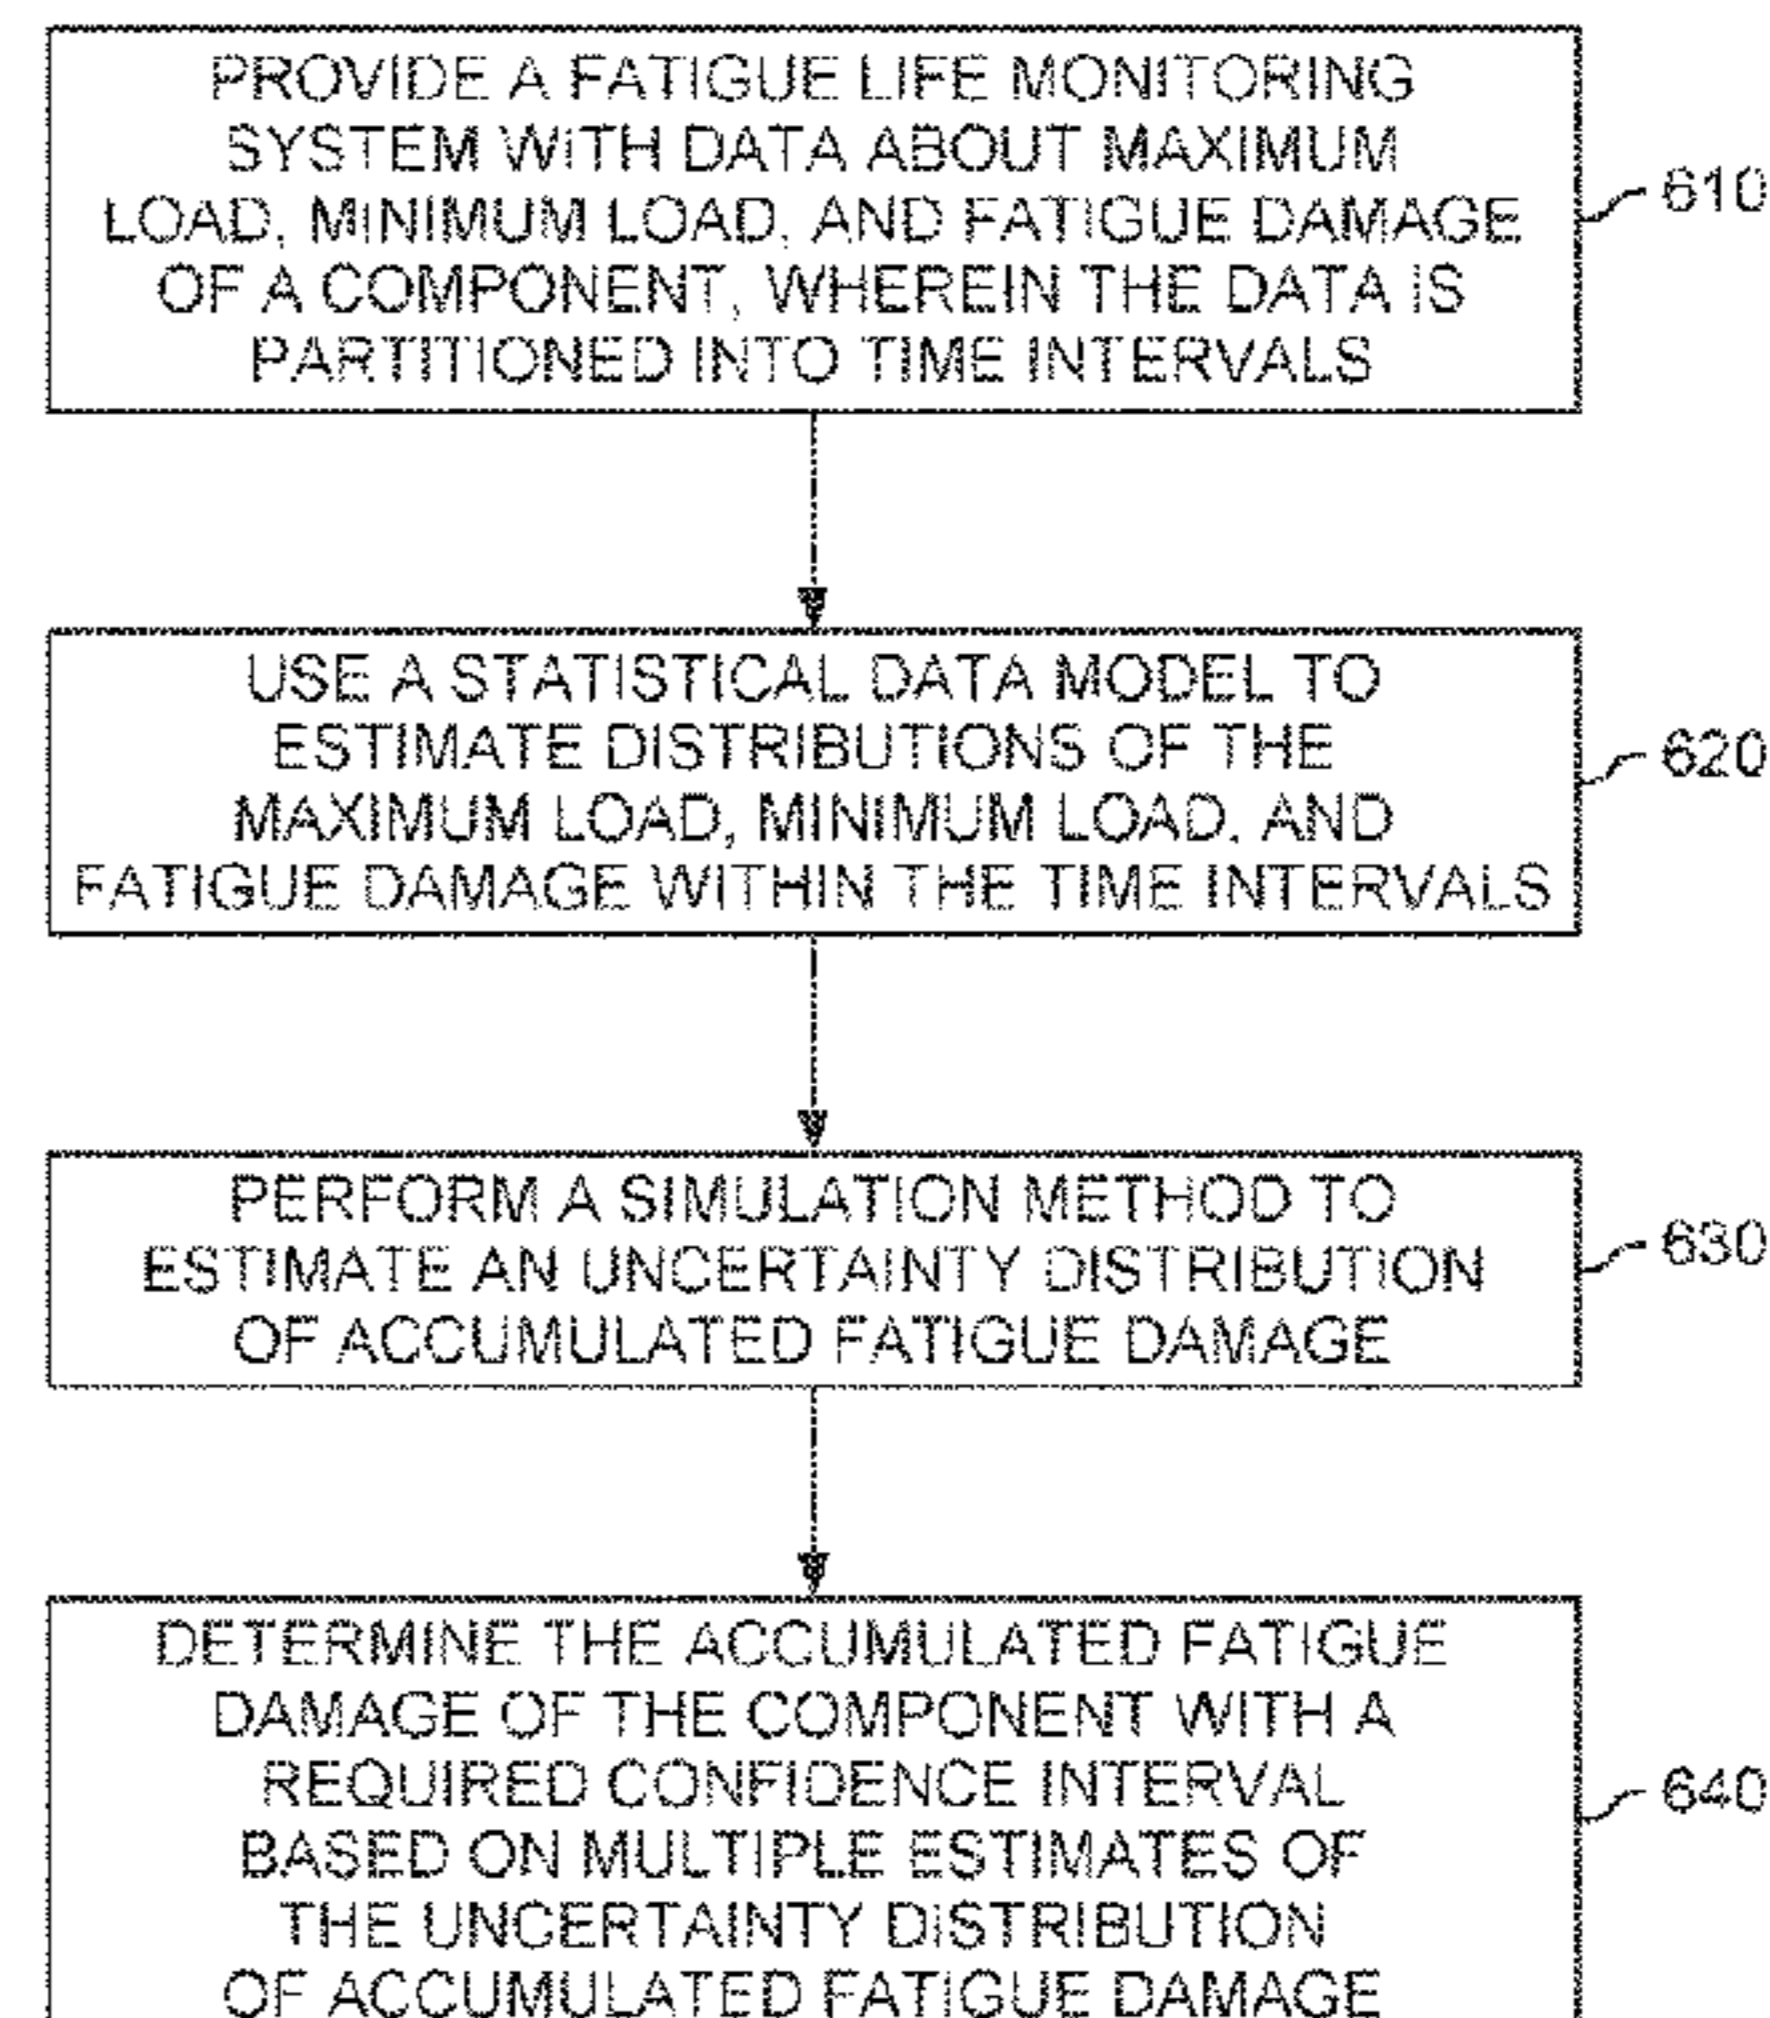 PROVIDE A FATIGUE LIFE MONITORING
SYSTEM WITH DATA ABOUT MAXIMUM
LOAD, MINIMUM LOAD, AND FATIGUE DAMAGE
OF A COMPONENT, WHEREIN THE DATA IS
PARTITIONED INTO TIME INTERVALS
610
USE A STATISTICAL DATA MODEL TO
ESTIMATE DISTRIBUTIONS OF THE
MAXIMUM LOAD, MINIMUM LOAD, AND
FATIGUE DAMAGE WITHIN THE TIME INTERVALS
620
PERFORM A SIMULATION METHOD TO
ESTIMATE AN UNCERTAINTY DISTRIBUTION
OF ACCUMULATED FATIGUE DAMAGE
630
DETERMINE THE ACCUMULATED FATIGUE
DAMAGE OF THE COMPONENT WITH A
REQUIRED CONFIDENCE INTERVAL
BASED ON MULTIPLE ESTIMATES OF
THE UNCERTAINTY DISTRIBUTION
OF ACCUMULATED FATIGUE DAMAGE
640